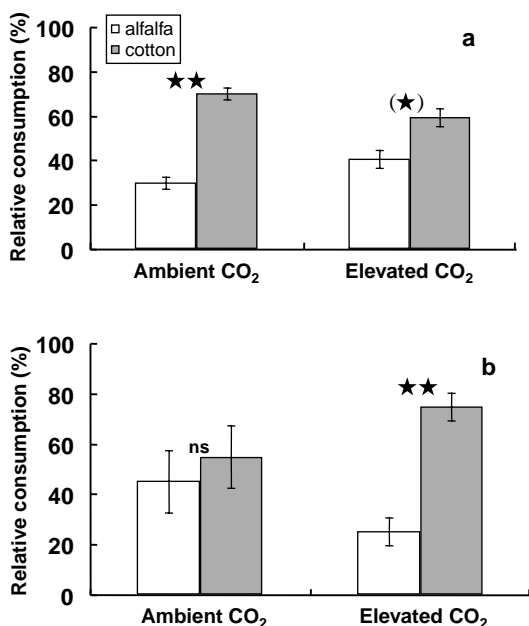 alfalfa
cotton
a
Relative consumption (%)
100
80
60
40
20
0
★★
(★)
Ambient CO₂
Elevated CO₂
b
Relative consumption (%)
100
80
60
40
20
0
ns
★★
Ambient CO₂
Elevated CO₂